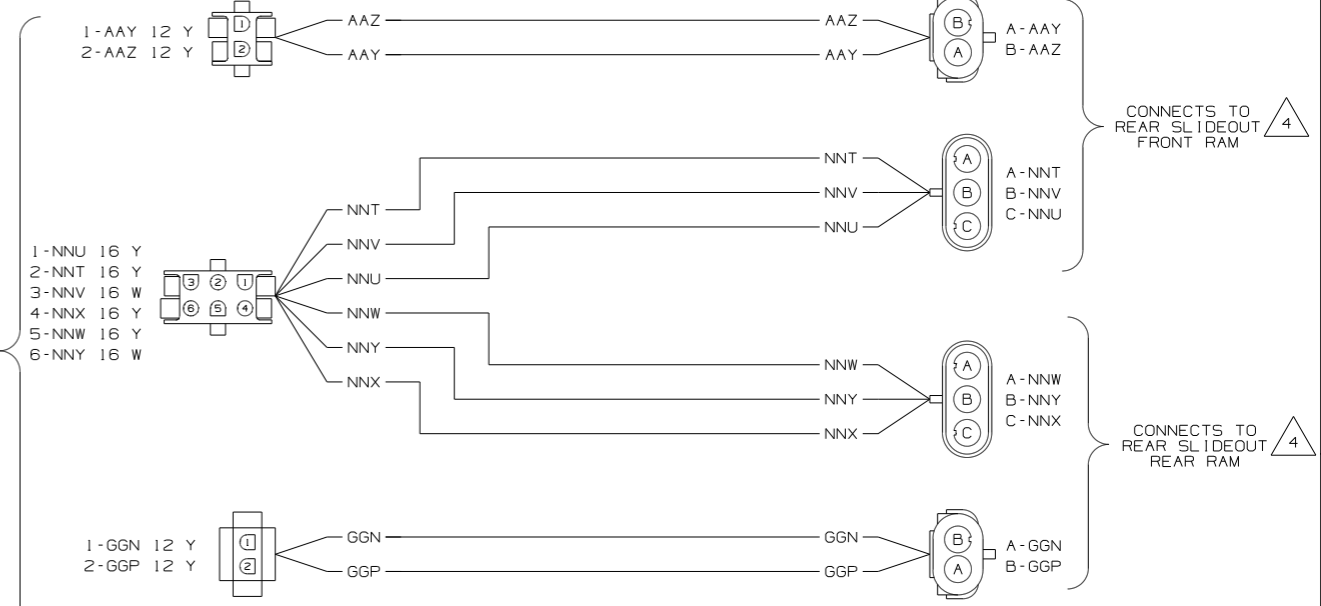 1-AAY 12 Y
2-AAZ 12 Y
1
2
AAZ
AAY
AAZ
AAY
B
A
A-AAY
B-AAZ
CONNECTS TO
REAR SLIDEOUT
FRONT RAM
4
NNT
NNV
NNU
A
B
C
A-NNT
B-NNV
C-NNU
1-NNU 16 Y
2-NNT 16 Y
3-NNV 16 W
4-NNX 16 Y
5-NNW 16 Y
6-NNY 16 W
3 2 1
6 5 4
NNT
NNV
NNU
NNW
NNY
NNX
NNW
NNY
NNX
A
B
C
A-NNW
B-NNY
C-NNX
CONNECTS TO
REAR SLIDEOUT
REAR RAM
4
1-GGN 12 Y
2-GGP 12 Y
1
2
GGN
GGP
GGN
GGP
B
A
A-GGN
B-GGP